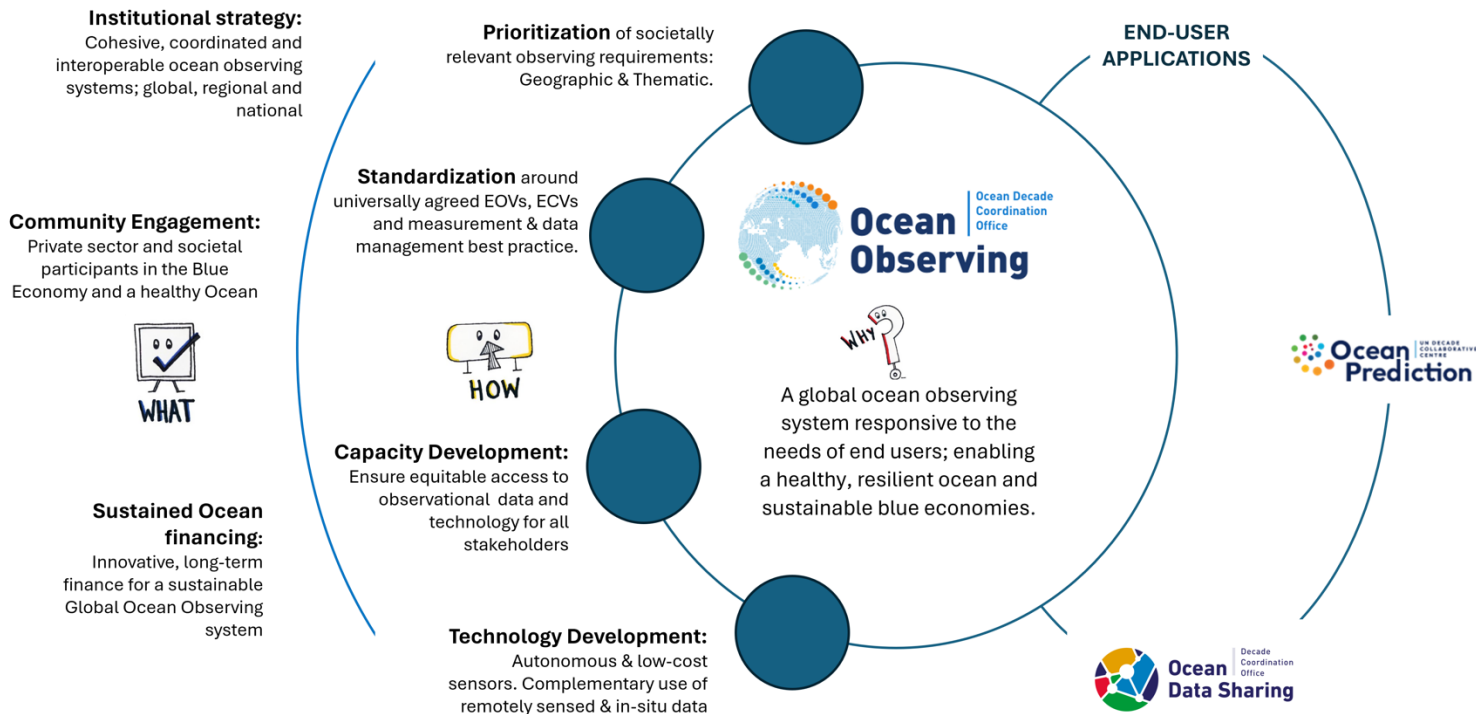 Institutional strategy:
Cohesive, coordinated and
interoperable ocean observing
systems; global, regional and
national
Community Engagement:
Private sector and societal
participants in the Blue
Economy and a healthy Ocean
WHAT
Sustained Ocean
financing:
Innovative, long-term
finance for a sustainable
Global Ocean Observing
system
Prioritization of societally
relevant observing requirements:
Geographic & Thematic.
Standardization around
universally agreed EOVs, ECVs
and measurement & data
management best practice.
HOW
Capacity Development:
Ensure equitable access to
observational data and
technology for all
stakeholders
Technology Development:
Autonomous & low-cost
sensors. Complementary use of
remotely sensed & in-situ data
Ocean
Observing
Ocean Decade
Coordination
Office
WHY
A global ocean observing
system responsive to the
needs of end users; enabling
a healthy, resilient ocean and
sustainable blue economies.
END-USER
APPLICATIONS
Ocean
Prediction
UN DECADE
COLLABORATIVE
CENTRE
Ocean
Data Sharing
Decade
Coordination
Office